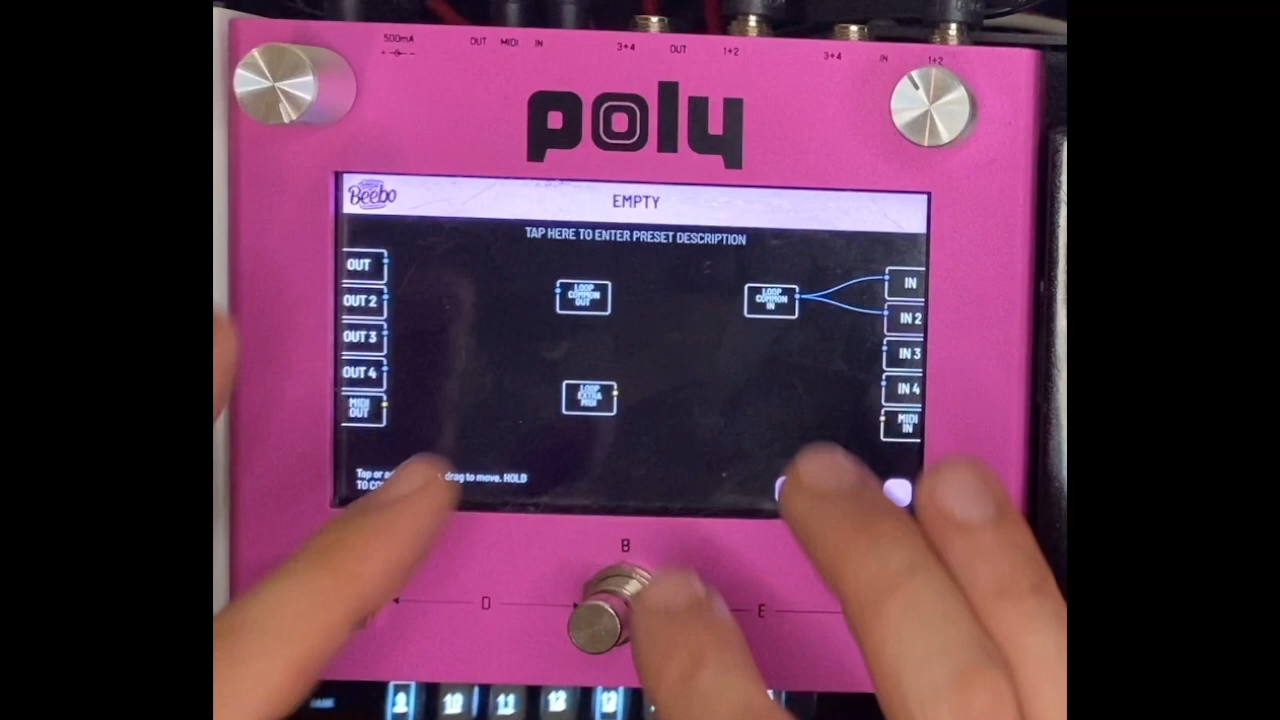 500mA
OUT MIDI IN
3+4 OUT 1+2
3+4 IN 1+2
poly
Beebo
EMPTY
TAP HERE TO ENTER PRESET DESCRIPTION
OUT
OUT 2
OUT 3
OUT 4
MIDI
OUT
LOOP
COMMON
OUT
LOOP
EXTRA
MIDI
LOOP
COMMON
IN
IN
IN 2
IN 3
IN 4
MIDI
IN
Tap or drag to move. HOLD
TO
B
D E
9 10 11 12 13